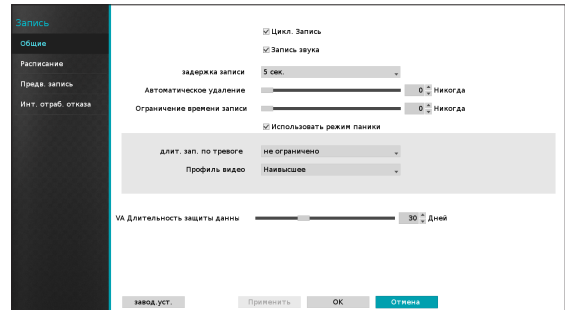 Запись
Общие
Расписание
Предв. запись
Инт. отраб. отказа
Цикл. Запись
Запись звука
задержка записи 5 сек.
Автоматическое удаление 0 Никогда
Ограничение времени записи 0 Никогда
Использовать режим паники
длит. зап. по тревоге не ограничено
Профиль видео Наивысшее
VA Длительность защиты данны 30 Дней
завод.уст. Применить OK Отмена